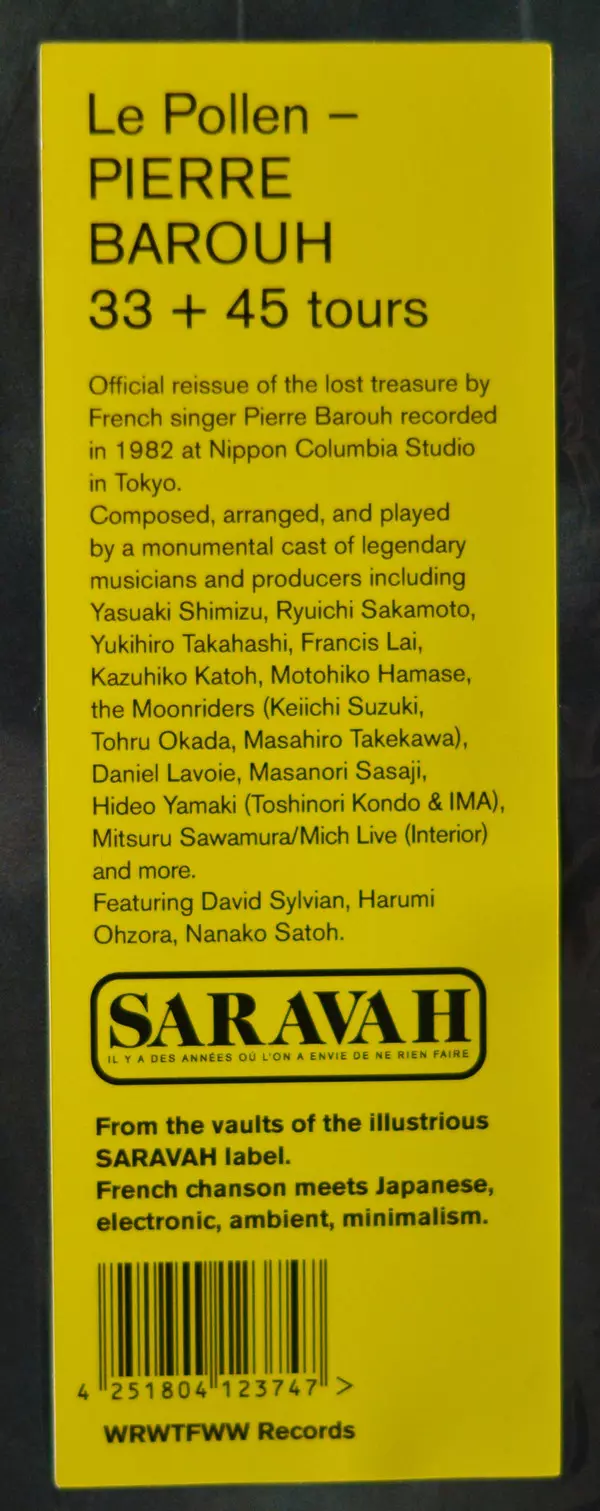 Le Pollen –
PIERRE
BAROUH
33 + 45 tours
Official reissue of the lost treasure by
French singer Pierre Barouh recorded
in 1982 at Nippon Columbia Studio
in Tokyo.
Composed, arranged, and played
by a monumental cast of legendary
musicians and producers including
Yasuaki Shimizu, Ryuichi Sakamoto,
Yukihiro Takahashi, Francis Lai,
Kazuhiko Katoh, Motohiko Hamase,
the Moonriders (Keiichi Suzuki,
Tohru Okada, Masahiro Takekawa),
Daniel Lavoie, Masanori Sasaji,
Hideo Yamaki (Toshinori Kondo & IMA),
Mitsuru Sawamura/Mich Live (Interior)
and more.
Featuring David Sylvian, Harumi
Ohzora, Nanako Satoh.
SARAVAH
IL Y A DES ANNÉES OÙ L'ON A ENVIE DE NE RIEN FAIRE
From the vaults of the illustrious
SARAVAH label.
French chanson meets Japanese,
electronic, ambient, minimalism.
4 251804 123747 >
WRWTFWW Records